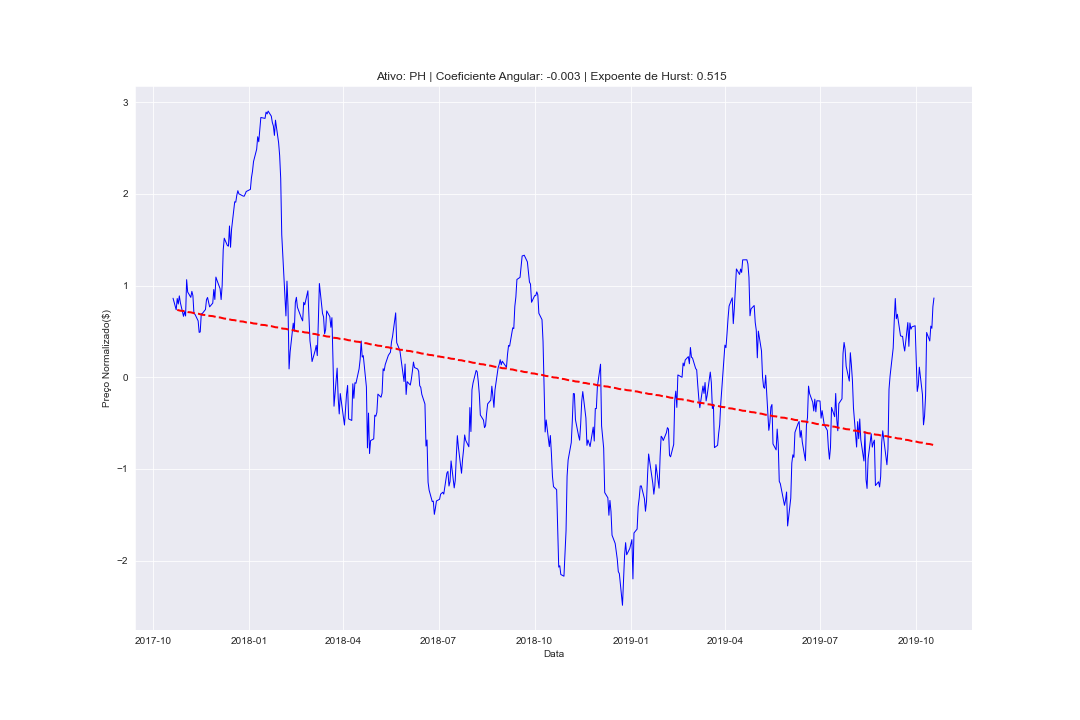 Ativo: PH | Coeficiente Angular: -0.003 | Expoente de Hurst: 0.515
Preço Normalizado($)
3
2
1
0
−1
−2
2017-10 2018-01 2018-04 2018-07 2018-10 2019-01 2019-04 2019-07 2019-10
Data